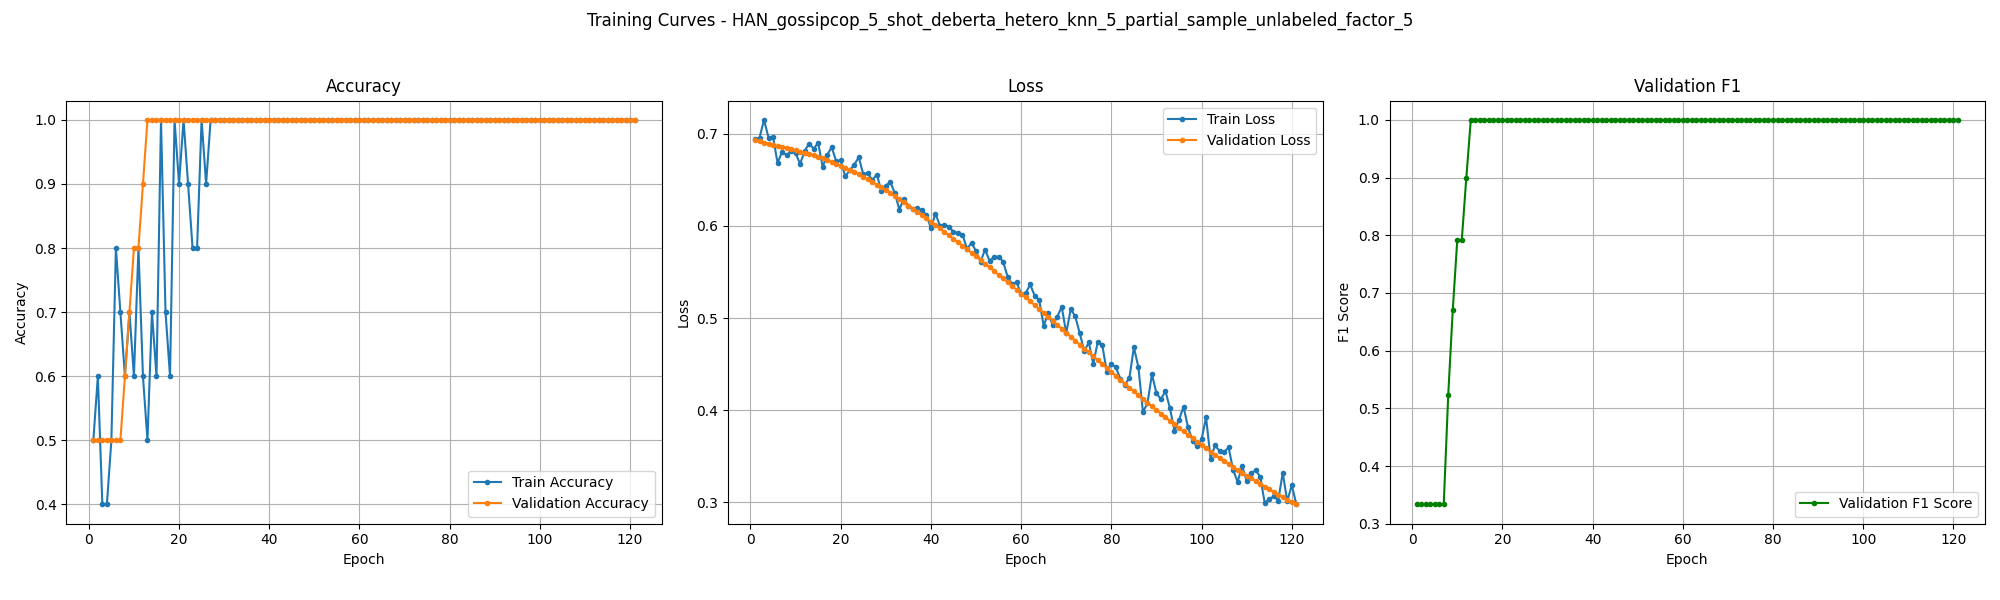 Training Curves - HAN_gossipcop_5_shot_deberta_hetero_knn_5_partial_sample_unlabeled_factor_5
Accuracy
1.0
0.9
0.8
0.7
0.6
0.5
0.4
Accuracy
Train Accuracy
Validation Accuracy
0 20 40 60 80 100 120
Epoch
Loss
0.7
0.6
0.5
0.4
0.3
Loss
Train Loss
Validation Loss
0 20 40 60 80 100 120
Epoch
Validation F1
1.0
0.9
0.8
0.7
0.6
0.5
0.4
0.3
F1 Score
Validation F1 Score
0 20 40 60 80 100 120
Epoch